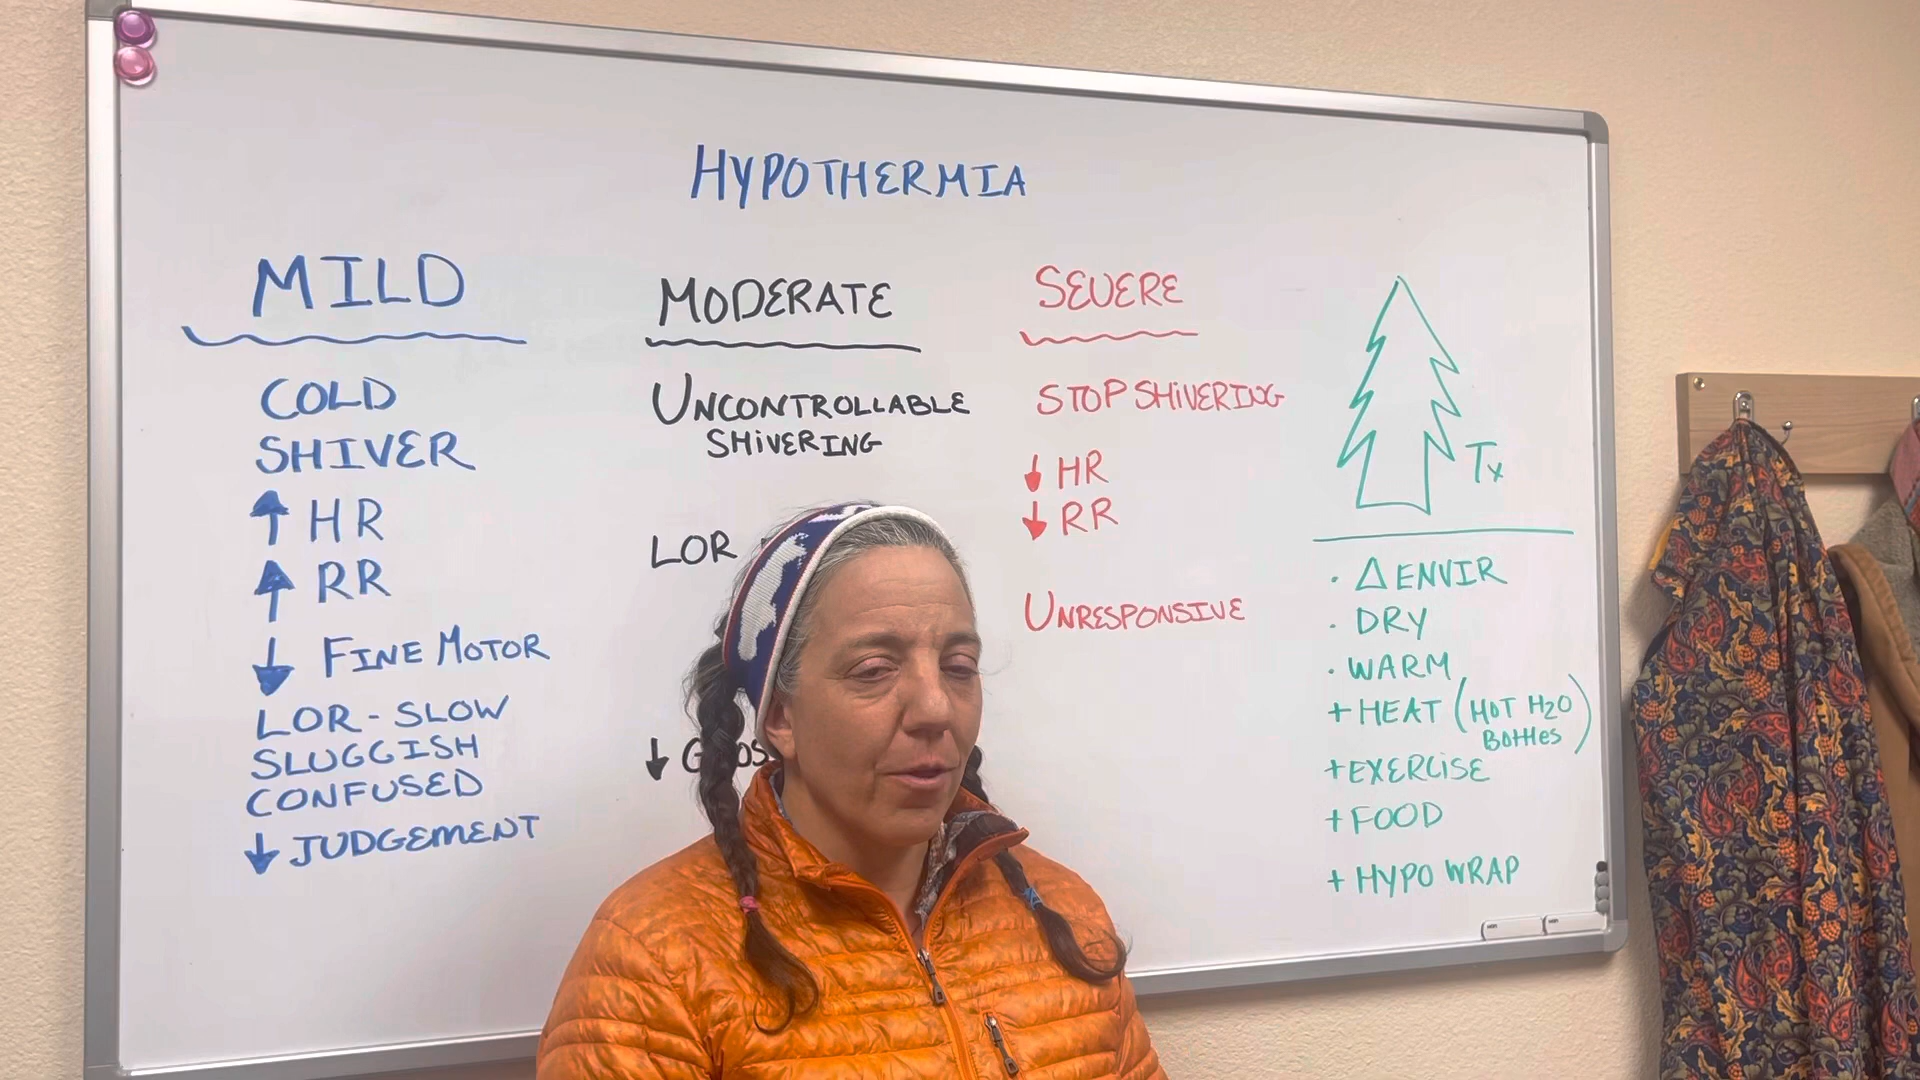 HYPOTHERMIA
MILD
COLD
SHIVER
↑ HR
↑ RR
↓ FINE MOTOR
LOR - SLOW
SLUGGISH
CONFUSED
↓ JUDGEMENT
MODERATE
UNCONTROLLABLE
SHIVERING
LOR
↓
SEVERE
STOP SHIVERING
↓ HR
↓ RR
UNRESPONSIVE
Tx
· Δ ENVIR
· DRY
· WARM
+ HEAT (HOT H2O
BOTTLES)
+ EXERCISE
+ FOOD
+ HYPO WRAP